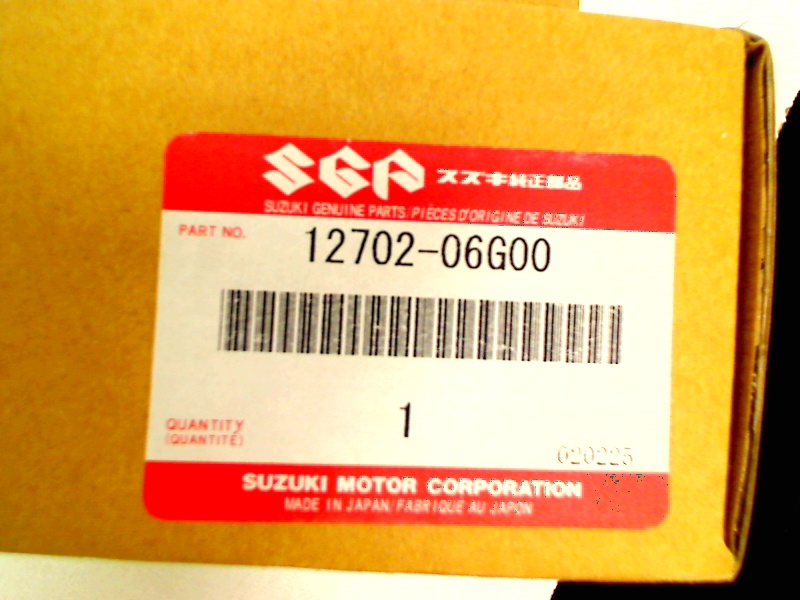 SGP スズキ純正部品
SUZUKI GENUINE PARTS/PIÈCES D'ORIGINE DE SUZUKI
PART NO. 12702-06G00
QUANTITY 1
(QUANTITÉ)
020225
SUZUKI MOTOR CORPORATION
MADE IN JAPAN/FABRIQUE AU JAPON